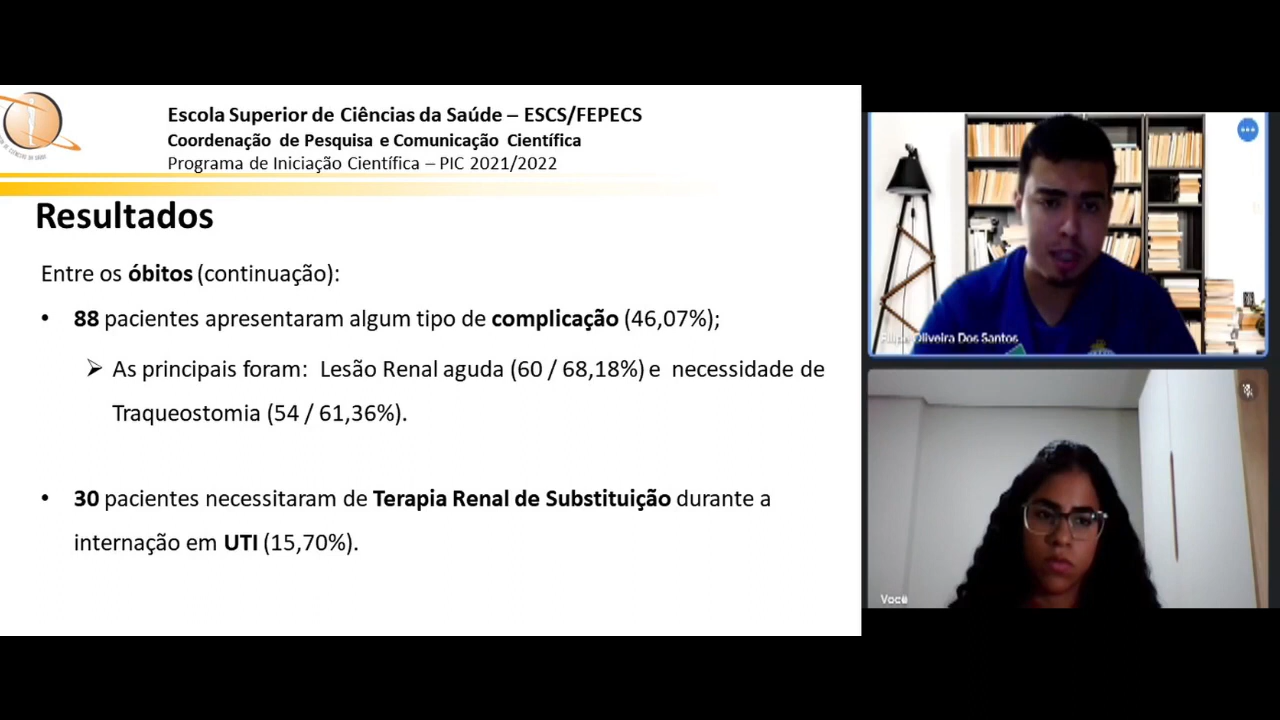 Escola Superior de Ciências da Saúde – ESCS/FEPECS
Coordenação de Pesquisa e Comunicação Científica
Programa de Iniciação Científica – PIC 2021/2022
Resultados
Entre os óbitos (continuação):
• 88 pacientes apresentaram algum tipo de complicação (46,07%);
➢ As principais foram: Lesão Renal aguda (60 / 68,18%) e necessidade de
Traqueostomia (54 / 61,36%).
• 30 pacientes necessitaram de Terapia Renal de Substituição durante a
internação em UTI (15,70%).
Oliveira Dos Santos
Você